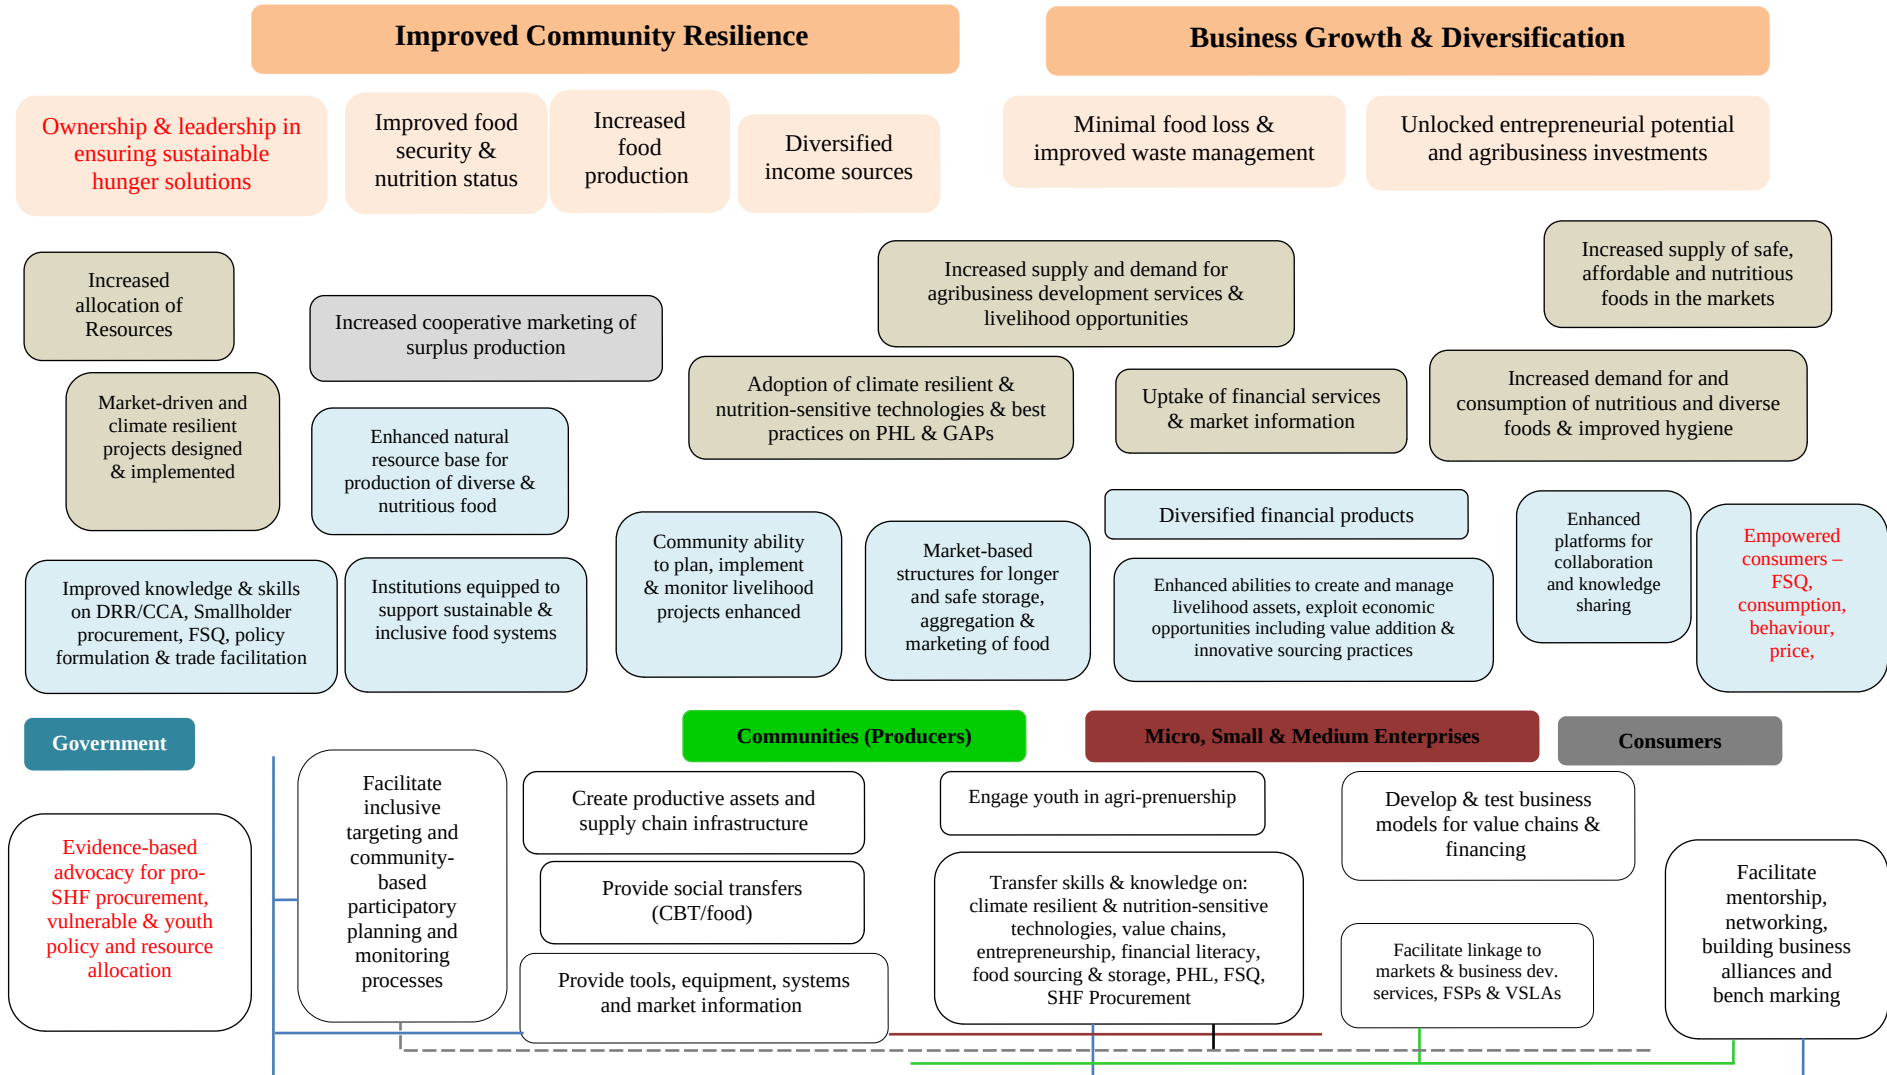 Improved Community Resilience
Business Growth & Diversification
Ownership & leadership in
ensuring sustainable
hunger solutions
Improved food
security &
nutrition status
Increased
food
production
Diversified
income sources
Minimal food loss &
improved waste management
Unlocked entrepreneurial potential
and agribusiness investments
Increased
allocation of
Resources
Increased cooperative marketing of
surplus production
Increased supply and demand for
agribusiness development services &
livelihood opportunities
Increased supply of safe,
affordable and nutritious
foods in the markets
Market-driven and
climate resilient
projects designed
& implemented
Enhanced natural
resource base for
production of diverse &
nutritious food
Adoption of climate resilient &
nutrition-sensitive technologies & best
practices on PHL & GAPs
Uptake of financial services
& market information
Increased demand for and
consumption of nutritious and diverse
foods & improved hygiene
Improved knowledge & skills
on DRR/CCA, Smallholder
procurement, FSQ, policy
formulation & trade facilitation
Institutions equipped to
support sustainable &
inclusive food systems
Community ability
to plan, implement
& monitor livelihood
projects enhanced
Market-based
structures for longer
and safe storage,
aggregation &
marketing of food
Diversified financial products
Enhanced abilities to create and manage
livelihood assets, exploit economic
opportunities including value addition &
innovative sourcing practices
Enhanced
platforms for
collaboration
and knowledge
sharing
Empowered
consumers –
FSQ,
consumption,
behaviour,
price,
Government
Communities (Producers)
Micro, Small & Medium Enterprises
Consumers
Evidence-based
advocacy for pro-
SHF procurement,
vulnerable & youth
policy and resource
allocation
Facilitate
inclusive
targeting and
community-
based
participatory
planning and
monitoring
processes
Create productive assets and
supply chain infrastructure
Provide social transfers
(CBT/food)
Provide tools, equipment, systems
and market information
Engage youth in agri-prenuership
Transfer skills & knowledge on:
climate resilient & nutrition-sensitive
technologies, value chains,
entrepreneurship, financial literacy,
food sourcing & storage, PHL, FSQ,
SHF Procurement
Develop & test business
models for value chains &
financing
Facilitate linkage to
markets & business dev.
services, FSPs & VSLAs
Facilitate
mentorship,
networking,
building business
alliances and
bench marking